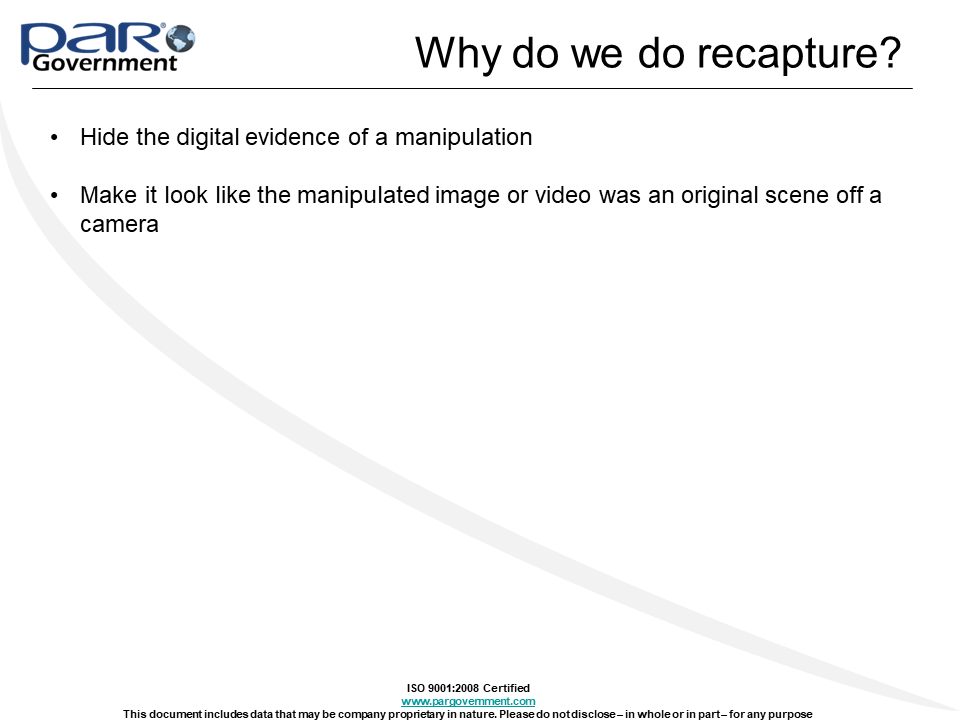 PAR Government
Why do we do recapture?
• Hide the digital evidence of a manipulation
• Make it look like the manipulated image or video was an original scene off a
camera
ISO 9001:2008 Certified
www.pargovernment.com
This document includes data that may be company proprietary in nature. Please do not disclose – in whole or in part – for any purpose